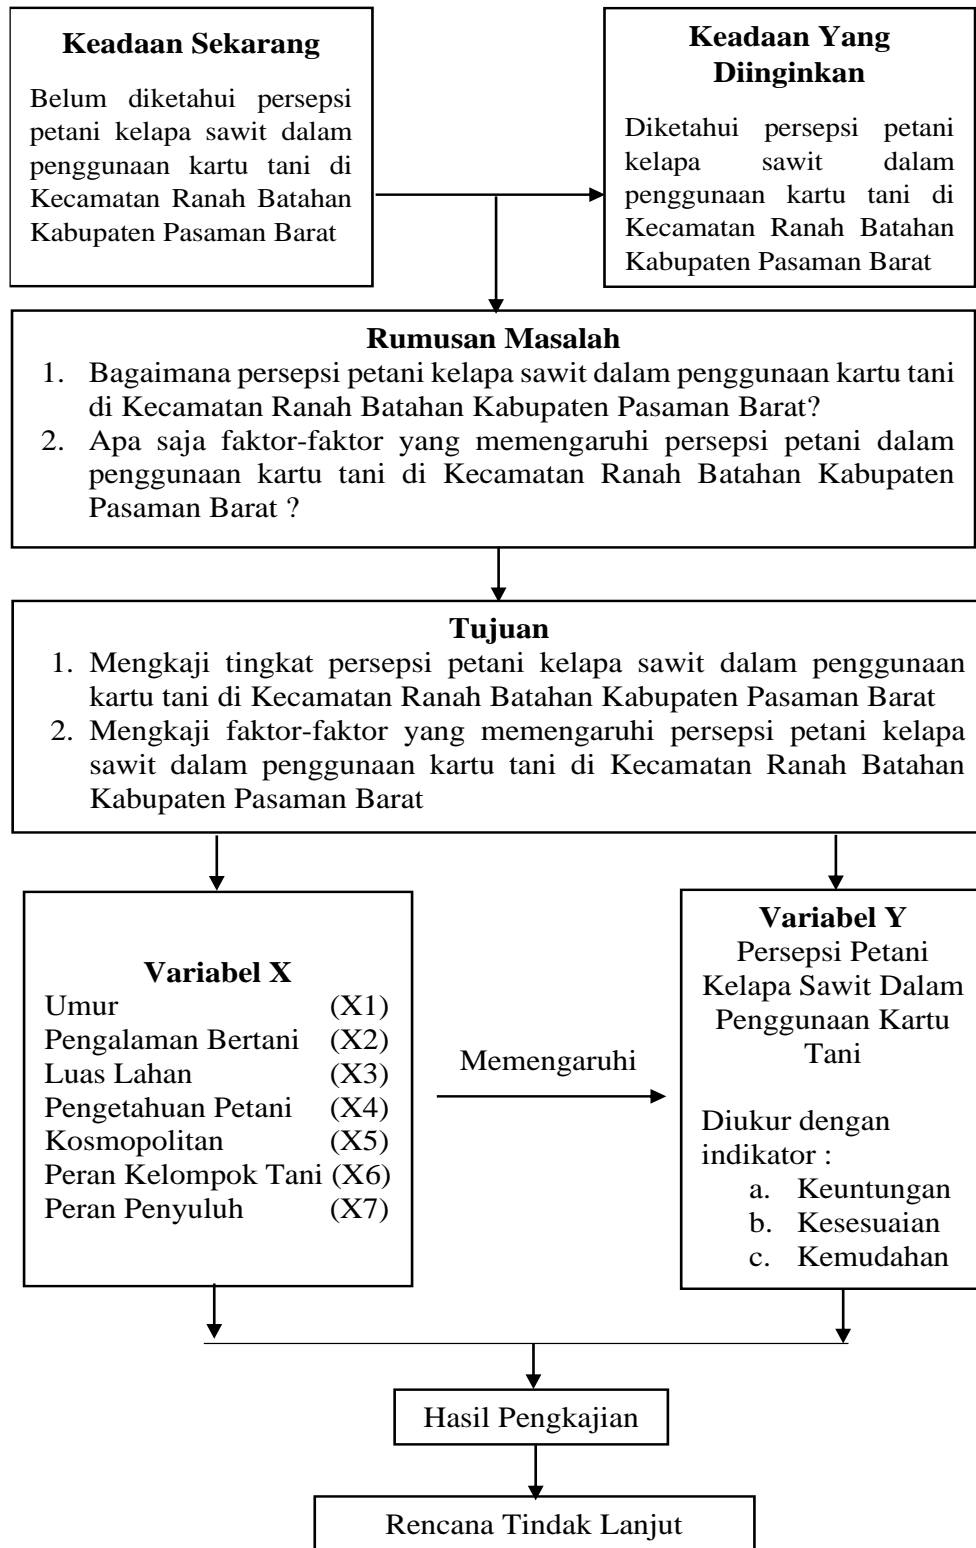 Keadaan Sekarang
Belum diketahui persepsi
petani kelapa sawit dalam
penggunaan kartu tani di
Kecamatan Ranah Batahan
Kabupaten Pasaman Barat
Keadaan Yang
Diinginkan
Diketahui persepsi petani
kelapa sawit dalam
penggunaan kartu tani di
Kecamatan Ranah Batahan
Kabupaten Pasaman Barat
Rumusan Masalah
1. Bagaimana persepsi petani kelapa sawit dalam penggunaan kartu tani
di Kecamatan Ranah Batahan Kabupaten Pasaman Barat?
2. Apa saja faktor-faktor yang memengaruhi persepsi petani dalam
penggunaan kartu tani di Kecamatan Ranah Batahan Kabupaten
Pasaman Barat ?
Tujuan
1. Mengkaji tingkat persepsi petani kelapa sawit dalam penggunaan
kartu tani di Kecamatan Ranah Batahan Kabupaten Pasaman Barat
2. Mengkaji faktor-faktor yang memengaruhi persepsi petani kelapa
sawit dalam penggunaan kartu tani di Kecamatan Ranah Batahan
Kabupaten Pasaman Barat
Variabel X
Umur (X1)
Pengalaman Bertani (X2)
Luas Lahan (X3)
Pengetahuan Petani (X4)
Kosmopolitan (X5)
Peran Kelompok Tani (X6)
Peran Penyuluh (X7)
Memengaruhi
Variabel Y
Persepsi Petani
Kelapa Sawit Dalam
Penggunaan Kartu
Tani
Diukur dengan
indikator :
a. Keuntungan
b. Kesesuaian
c. Kemudahan
Hasil Pengkajian
Rencana Tindak Lanjut